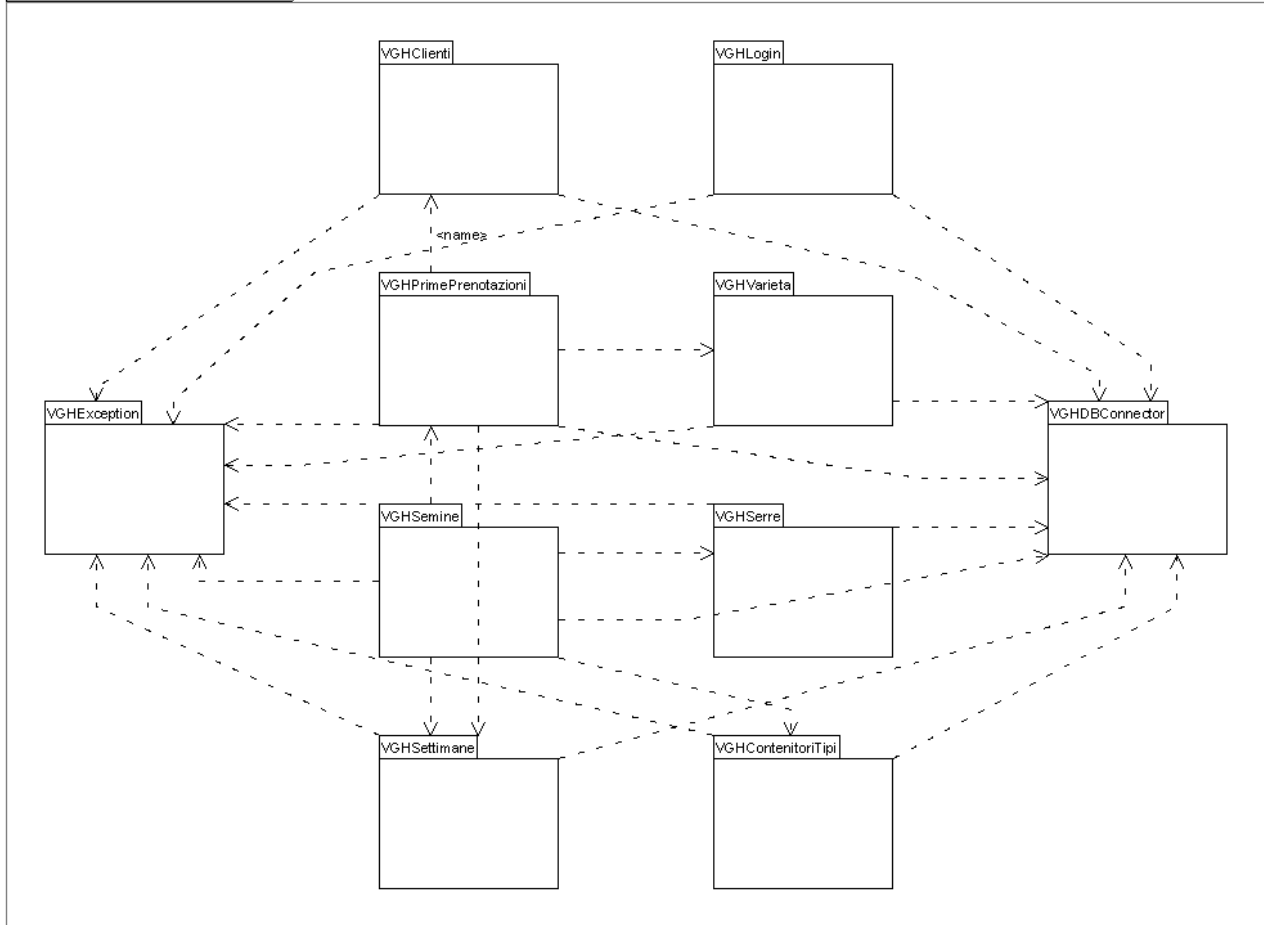 VGHClienti
VGHLogin
<name>
VGHPrimePrenotazioni
VGHVarieta
VGHException
VGHDBConnector
VGHSemine
VGHSerre
VGHSettimane
VGHContenitoriTipi